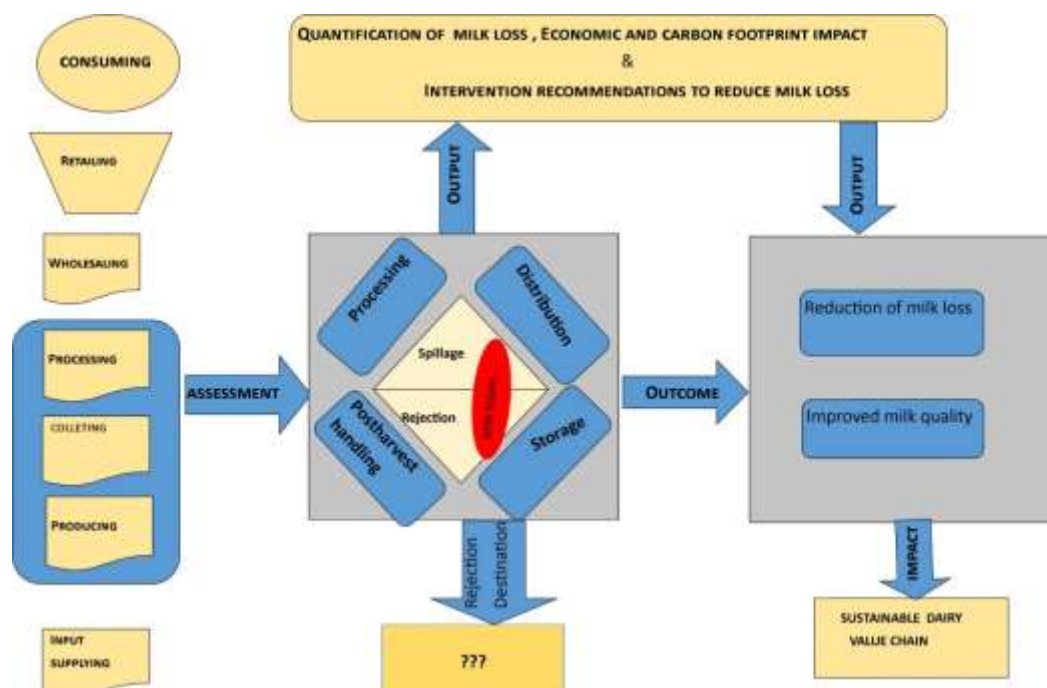 CONSUMING
RETAILING
WHOLESALING
PROCESSING
COLLETING
PRODUCING
INPUT
SUPPLYING
ASSESSMENT
QUANTIFICATION OF MILK LOSS , ECONOMIC AND CARBON FOOTPRINT IMPACT
&
INTERVENTION RECOMMENDATIONS TO REDUCE MILK LOSS
OUTPUT
OUTPUT
Processing
Distribution
Spillage
Rejection
Postharvest
handling
Storage
OUTCOME
Reduction of milk loss
Improved milk quality
Rejection
Destination
???
IMPACT
SUSTAINABLE DAIRY
VALUE CHAIN